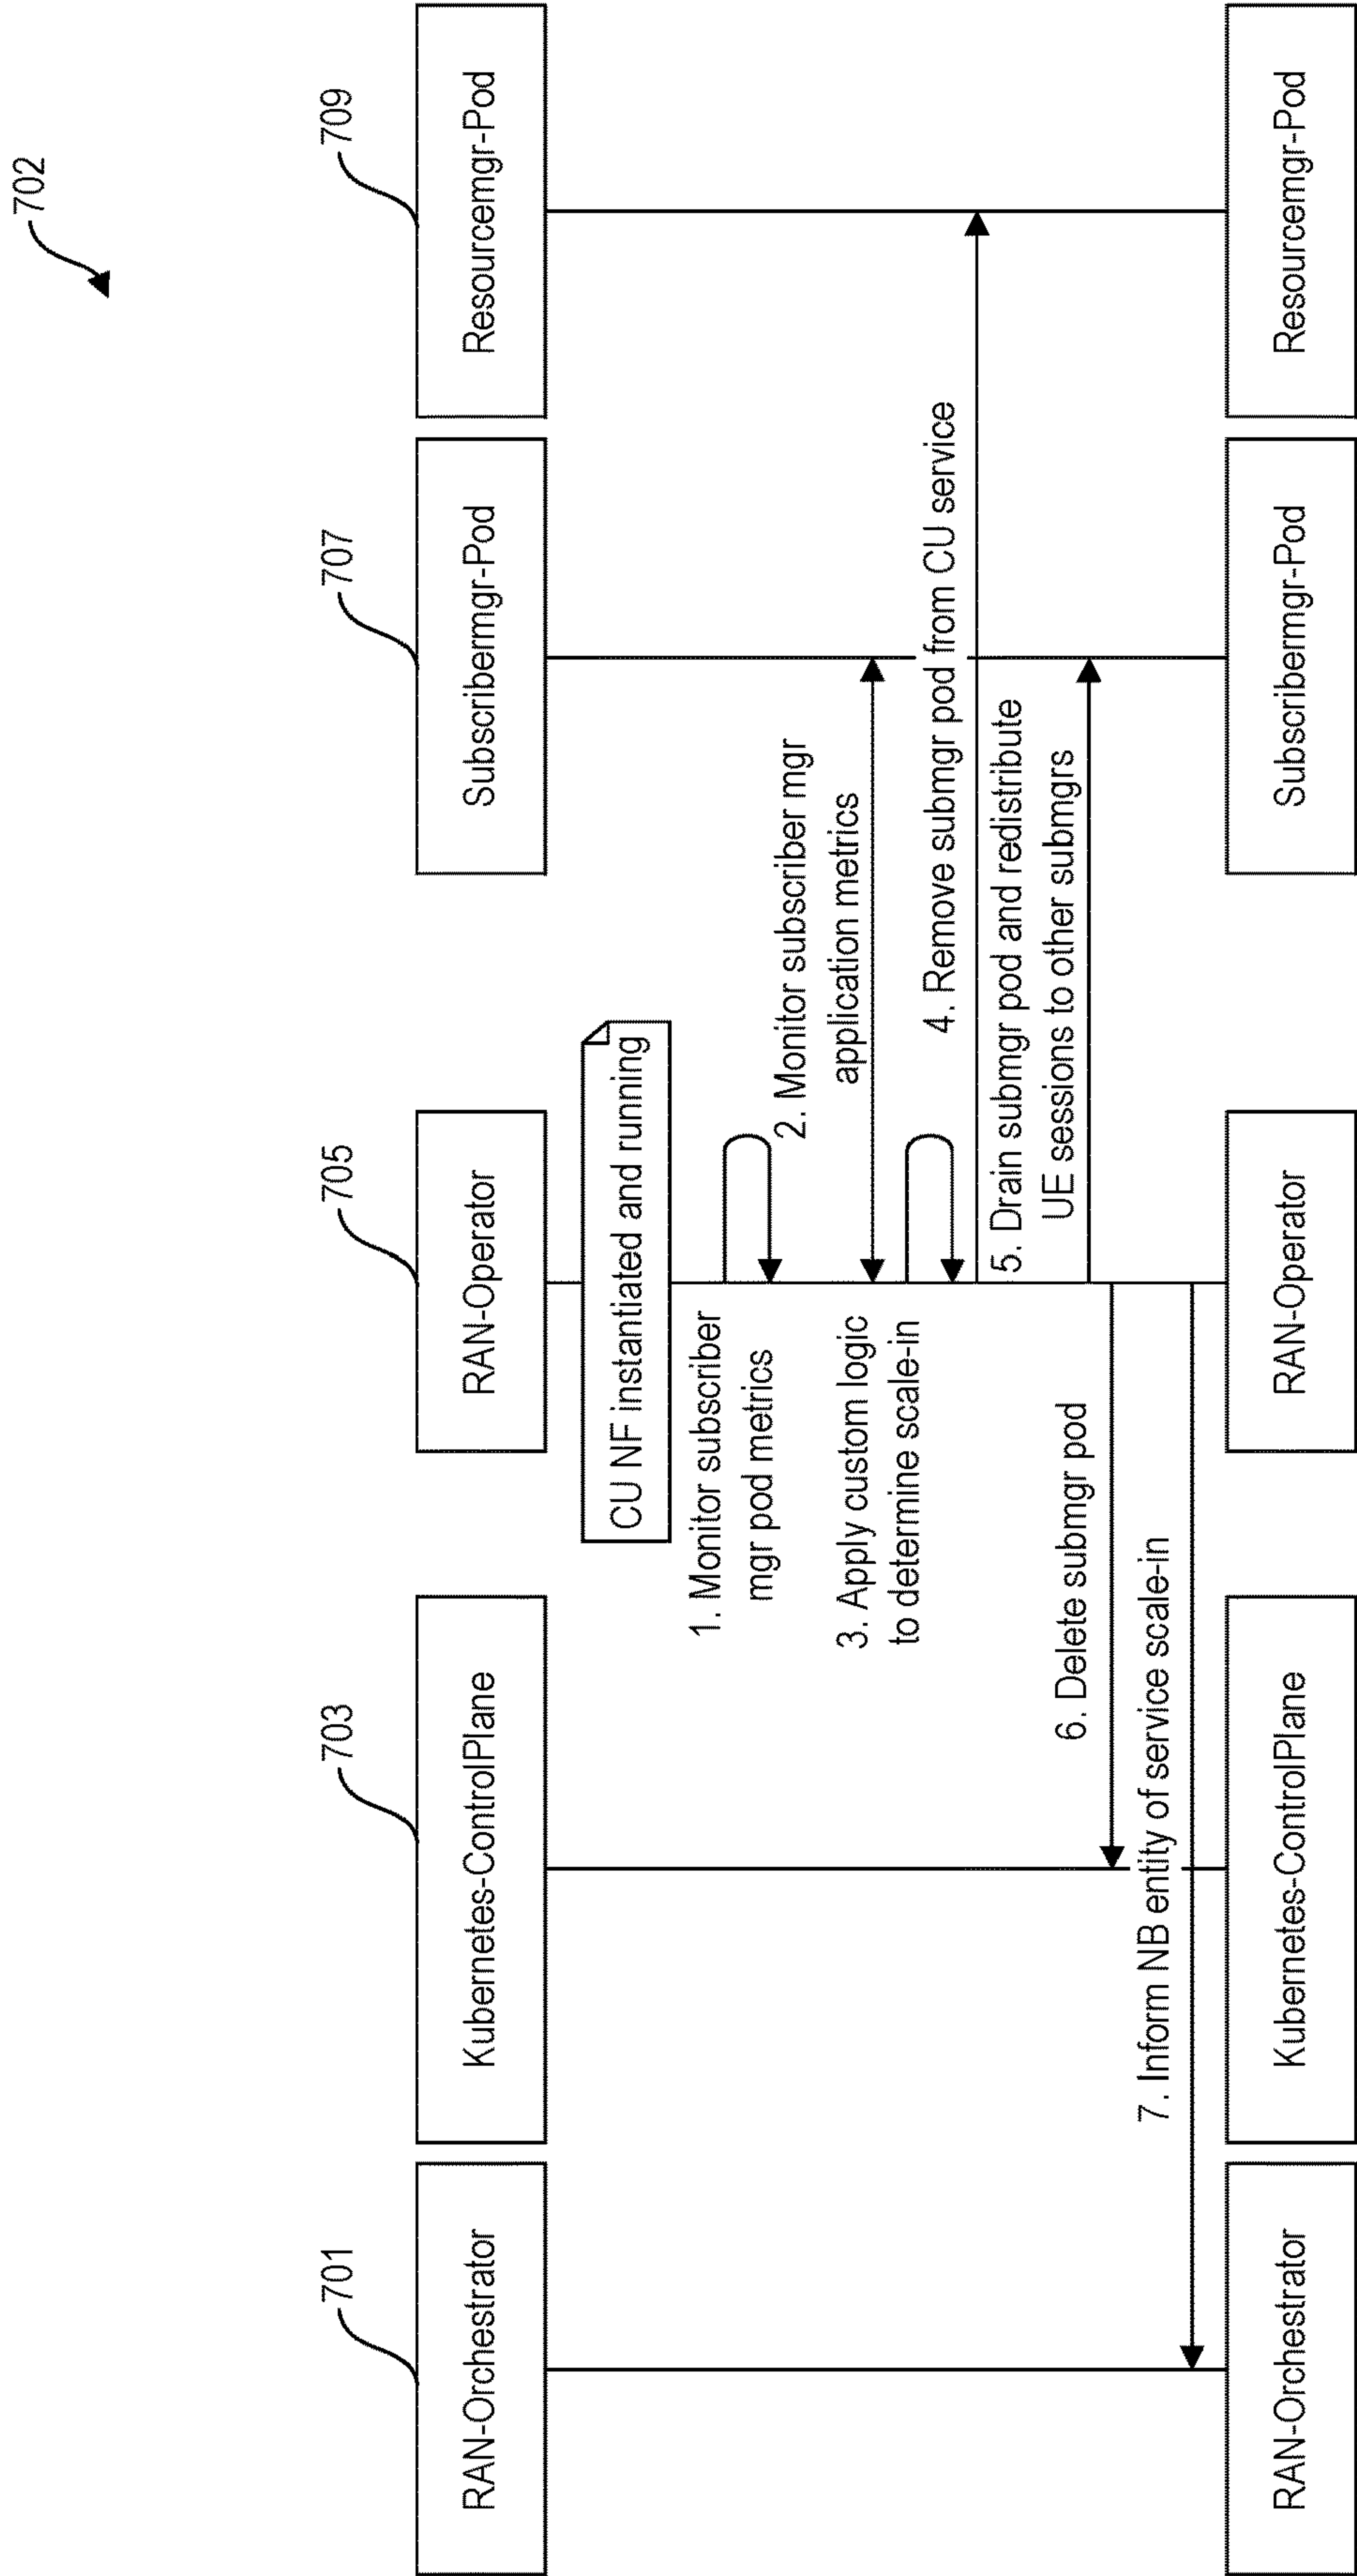 702
701
703
705
707
709
RAN-Orchestrator
Kubernetes-ControlPlane
RAN-Operator
Subscribermgr-Pod
Resourcemgr-Pod
CU NF instantiated and running
1. Monitor subscriber
mgr pod metrics
2. Monitor subscriber mgr
application metrics
3. Apply custom logic
to determine scale-in
4. Remove submgr pod from CU service
5. Drain submgr pod and redistribute
UE sessions to other submgrs
6. Delete submgr pod
7. Inform NB entity of service scale-in
RAN-Orchestrator
Kubernetes-ControlPlane
RAN-Operator
Subscribermgr-Pod
Resourcemgr-Pod